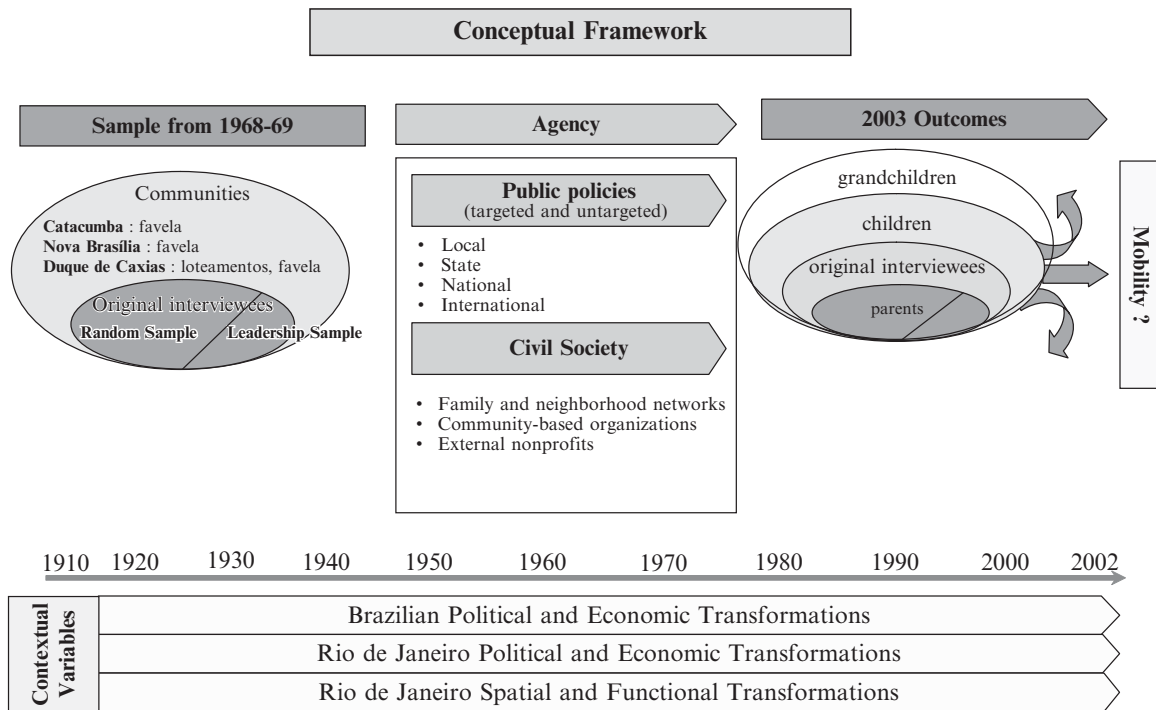 Conceptual Framework
Sample from 1968-69
Communities
Catacumba : favela
Nova Brasília : favela
Duque de Caxias : loteamentos, favela
Original interviewees
Random Sample
Leadership Sample
Agency
Public policies
(targeted and untargeted)
• Local
• State
• National
• International
Civil Society
• Family and neighborhood networks
• Community-based organizations
• External nonprofits
2003 Outcomes
grandchildren
children
original interviewees
parents
Mobility ?
1910 1920 1930 1940 1950 1960 1970 1980 1990 2000 2002
Contextual
Variables
Brazilian Political and Economic Transformations
Rio de Janeiro Political and Economic Transformations
Rio de Janeiro Spatial and Functional Transformations